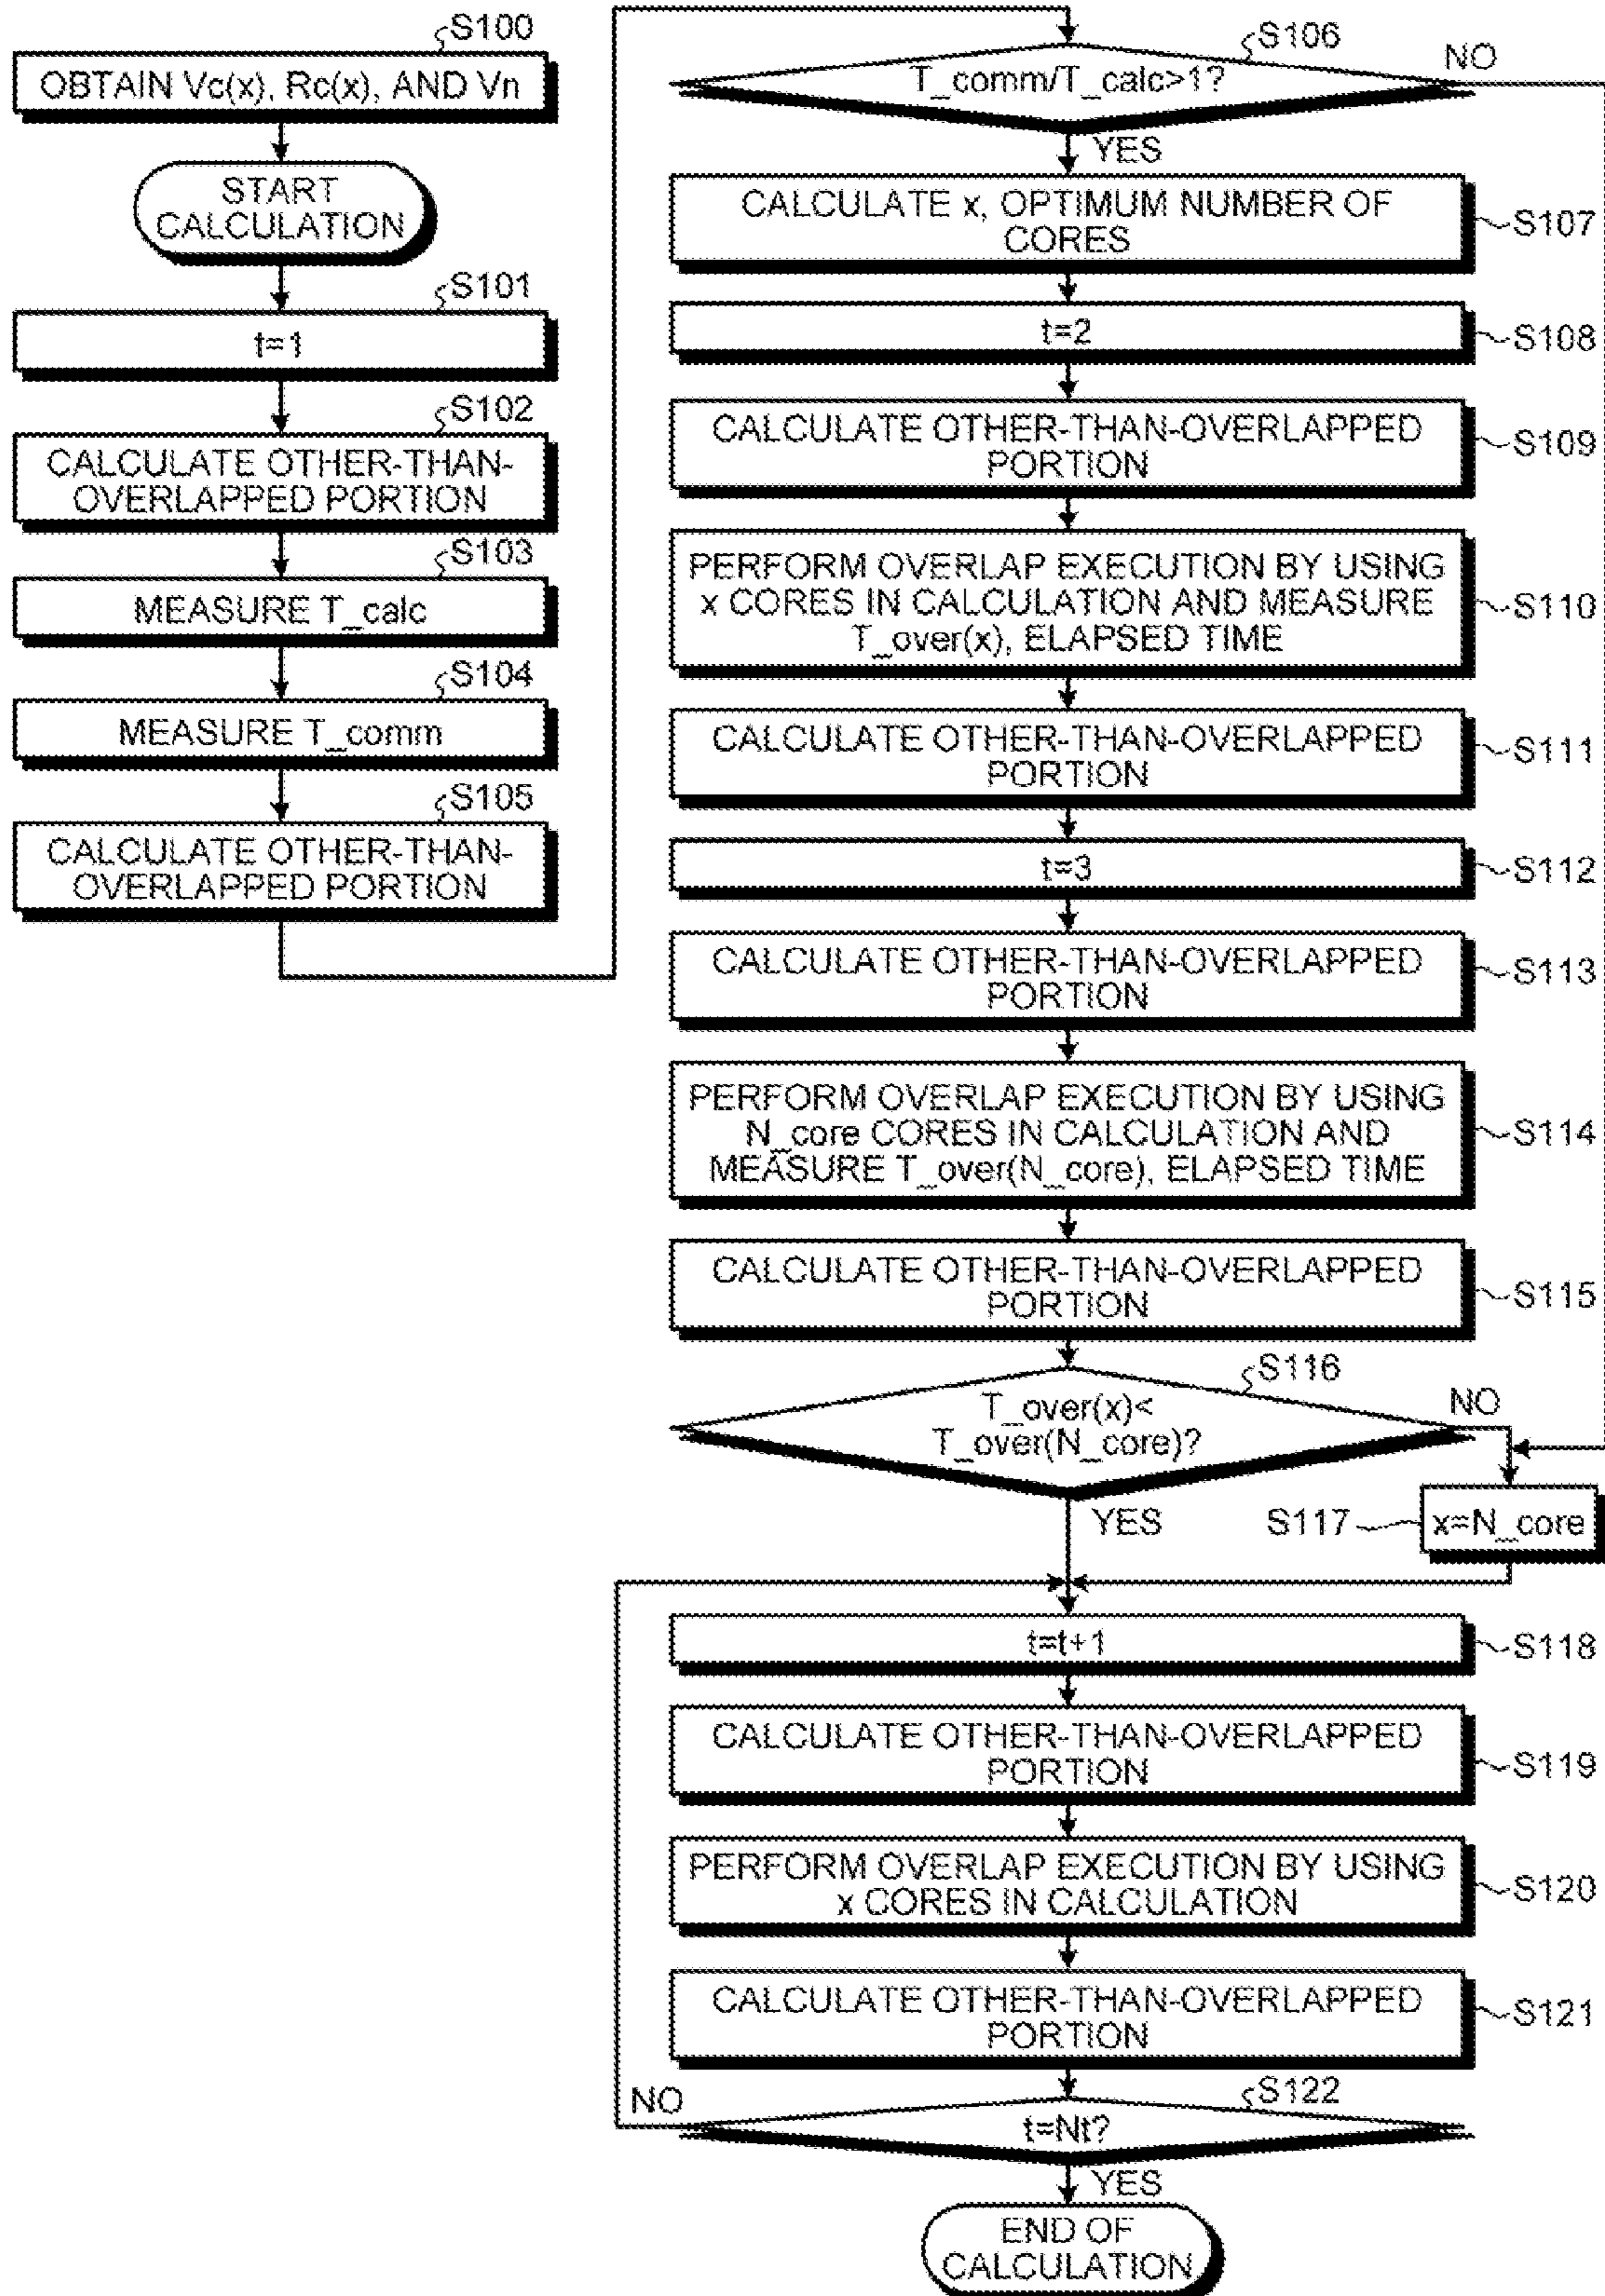 S100
OBTAIN Vc(x), Rc(x), AND Vn
START
CALCULATION
S101
t=1
S102
CALCULATE OTHER-THAN-
OVERLAPPED PORTION
S103
MEASURE T_calc
S104
MEASURE T_comm
S105
CALCULATE OTHER-THAN-
OVERLAPPED PORTION
S106
T_comm/T_calc>1?
NO
YES
CALCULATE x, OPTIMUM NUMBER OF
CORES
S107
t=2
S108
CALCULATE OTHER-THAN-OVERLAPPED
PORTION
S109
PERFORM OVERLAP EXECUTION BY USING
x CORES IN CALCULATION AND MEASURE
T_over(x), ELAPSED TIME
S110
CALCULATE OTHER-THAN-OVERLAPPED
PORTION
S111
t=3
S112
CALCULATE OTHER-THAN-OVERLAPPED
PORTION
S113
PERFORM OVERLAP EXECUTION BY USING
N_core CORES IN CALCULATION AND
MEASURE T_over(N_core), ELAPSED TIME
S114
CALCULATE OTHER-THAN-OVERLAPPED
PORTION
S115
S116
T_over(x)<
T_over(N_core)?
NO
YES
S117
x=N_core
t=t+1
S118
CALCULATE OTHER-THAN-OVERLAPPED
PORTION
S119
PERFORM OVERLAP EXECUTION BY USING
x CORES IN CALCULATION
S120
CALCULATE OTHER-THAN-OVERLAPPED
PORTION
S121
S122
NO
t=Nt?
YES
END OF
CALCULATION